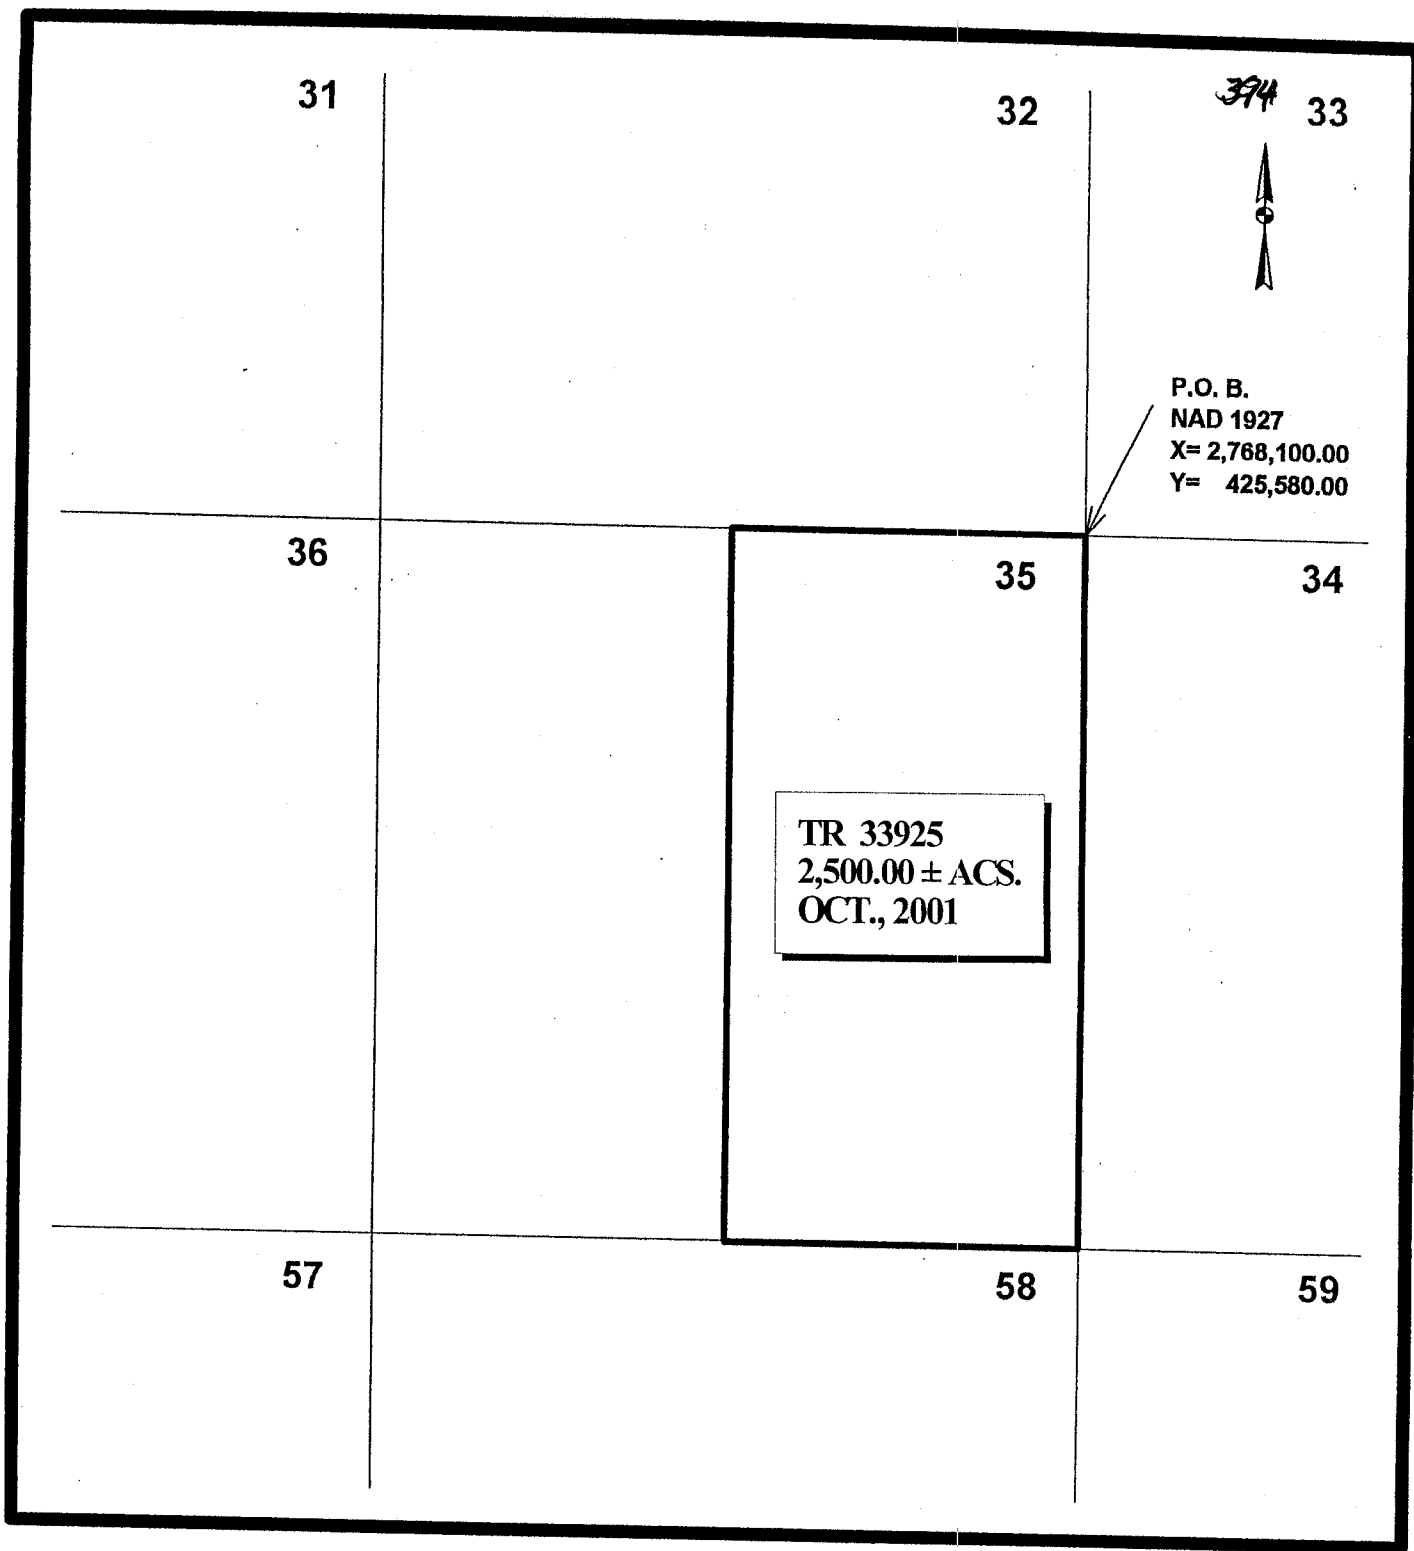 31
32
394
33
P.O. B.
NAD 1927
X= 2,768,100.00
Y= 425,580.00
36
35
34
TR 33925
2,500.00 ± ACS.
OCT., 2001
57
58
59